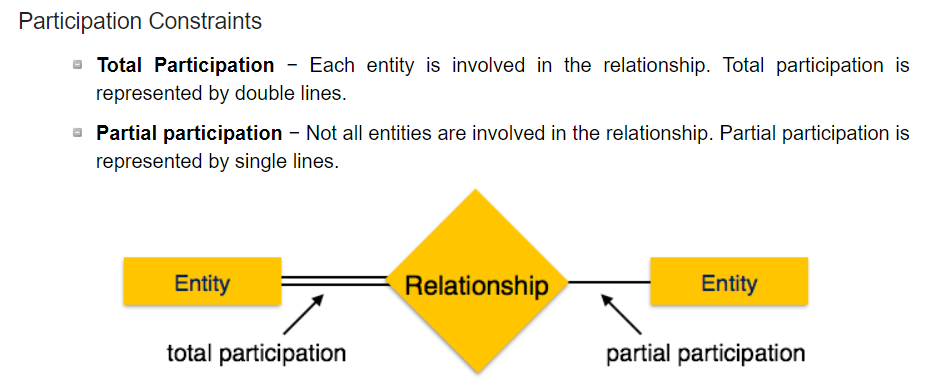 Participation Constraints
Total Participation − Each entity is involved in the relationship. Total participation is
represented by double lines.
Partial participation − Not all entities are involved in the relationship. Partial participation is
represented by single lines.
Entity
Relationship
Entity
total participation
partial participation